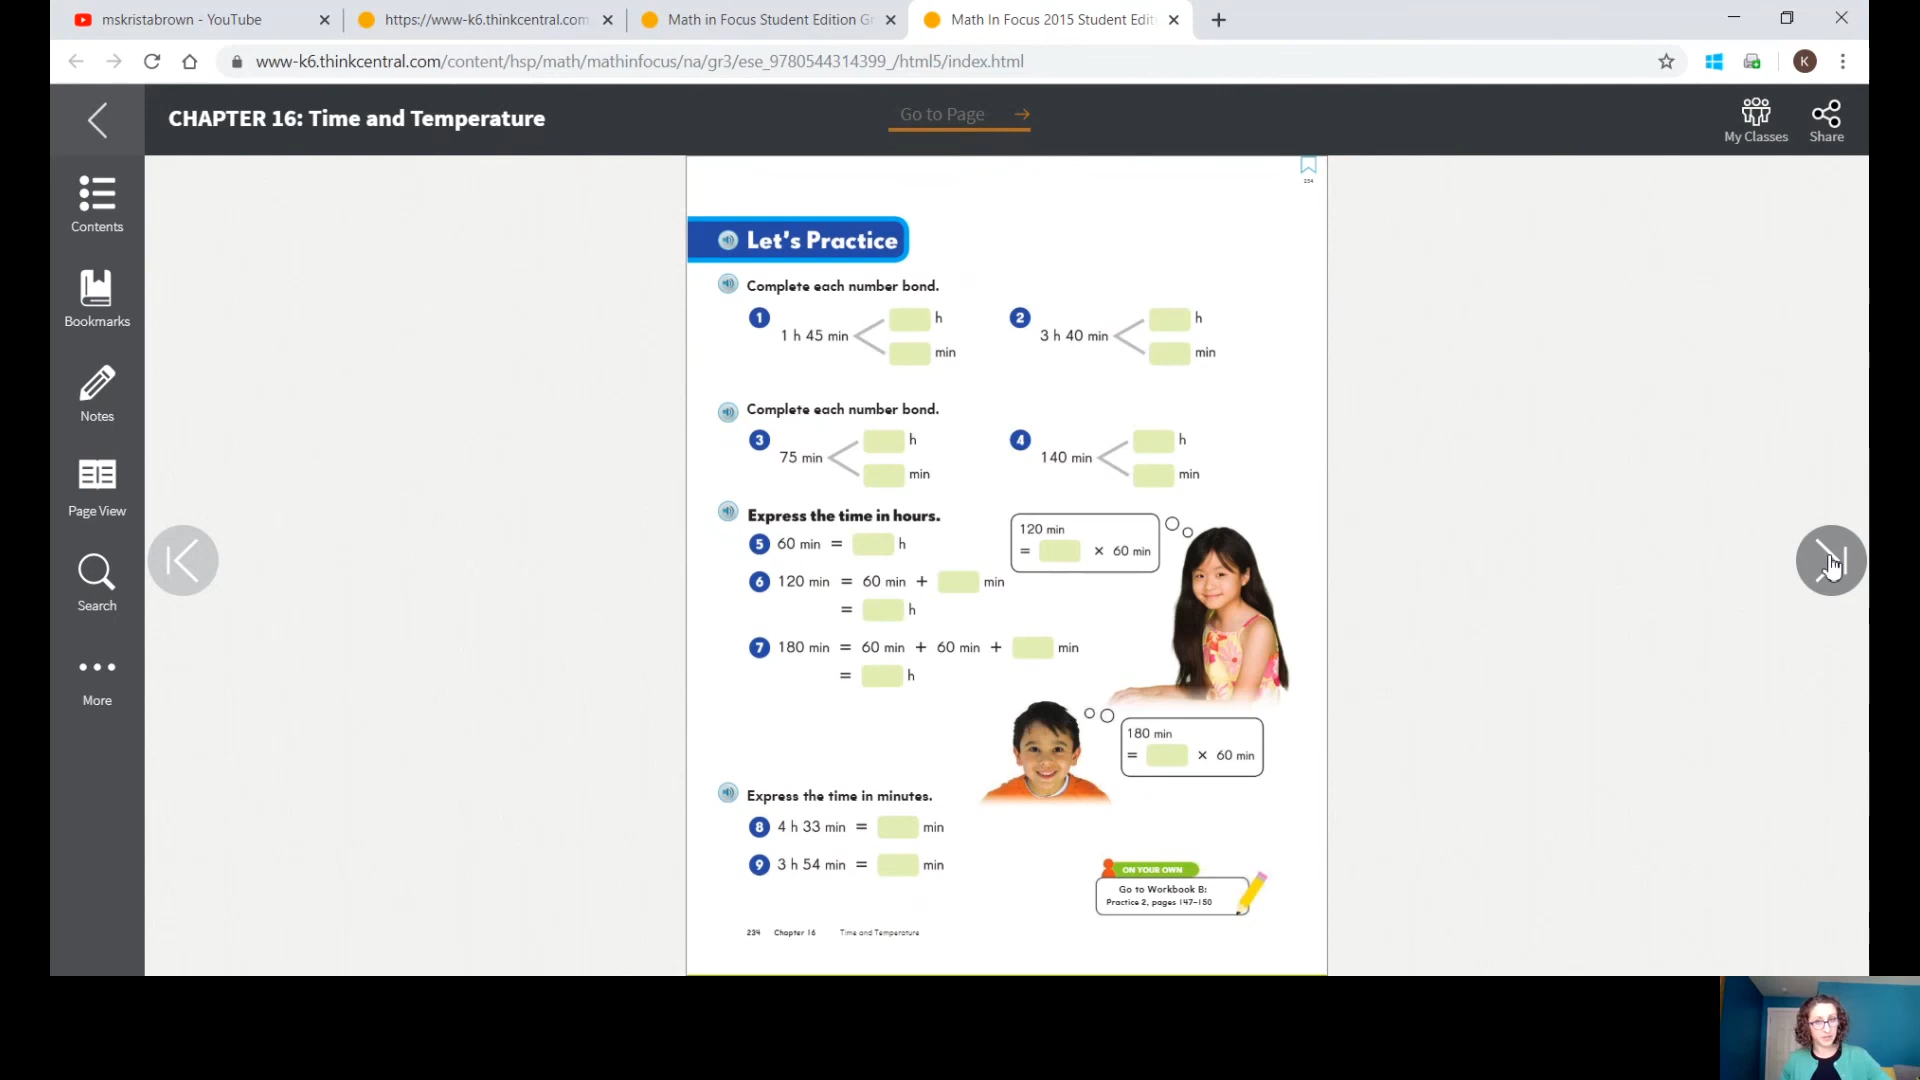 mskristabrown - YouTube
https://www-k6.thinkcentral.com
Math in Focus Student Edition Gr
Math In Focus 2015 Student Edit
www-k6.thinkcentral.com/content/hsp/math/mathinfocus/na/gr3/ese_9780544314399_/html5/index.html
K
CHAPTER 16: Time and Temperature
Go to Page
My Classes
Share
Contents
Bookmarks
Notes
Page View
Search
More
234
Let's Practice
Complete each number bond.
1 1 h 45 min h min
2 3 h 40 min h min
Complete each number bond.
3 75 min h min
4 140 min h min
Express the time in hours.
5 60 min = h
6 120 min = 60 min + min
= h
7 180 min = 60 min + 60 min + min
= h
120 min
= × 60 min
180 min
= × 60 min
Express the time in minutes.
8 4 h 33 min = min
9 3 h 54 min = min
ON YOUR OWN
Go to Workbook B:
Practice 2, pages 147–150
234 Chapter 16 Time and Temperature